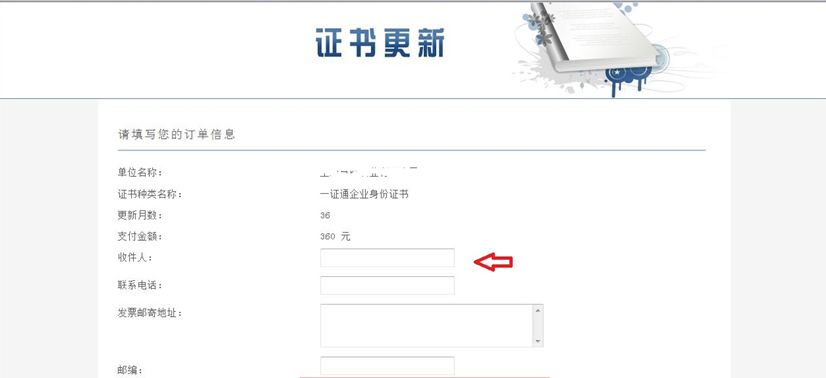 证书更新
请填写您的订单信息
单位名称：
证书种类名称： 一证通企业身份证书
更新月数： 36
支付金额： 360 元
收件人：
联系电话：
发票邮寄地址：
邮编：